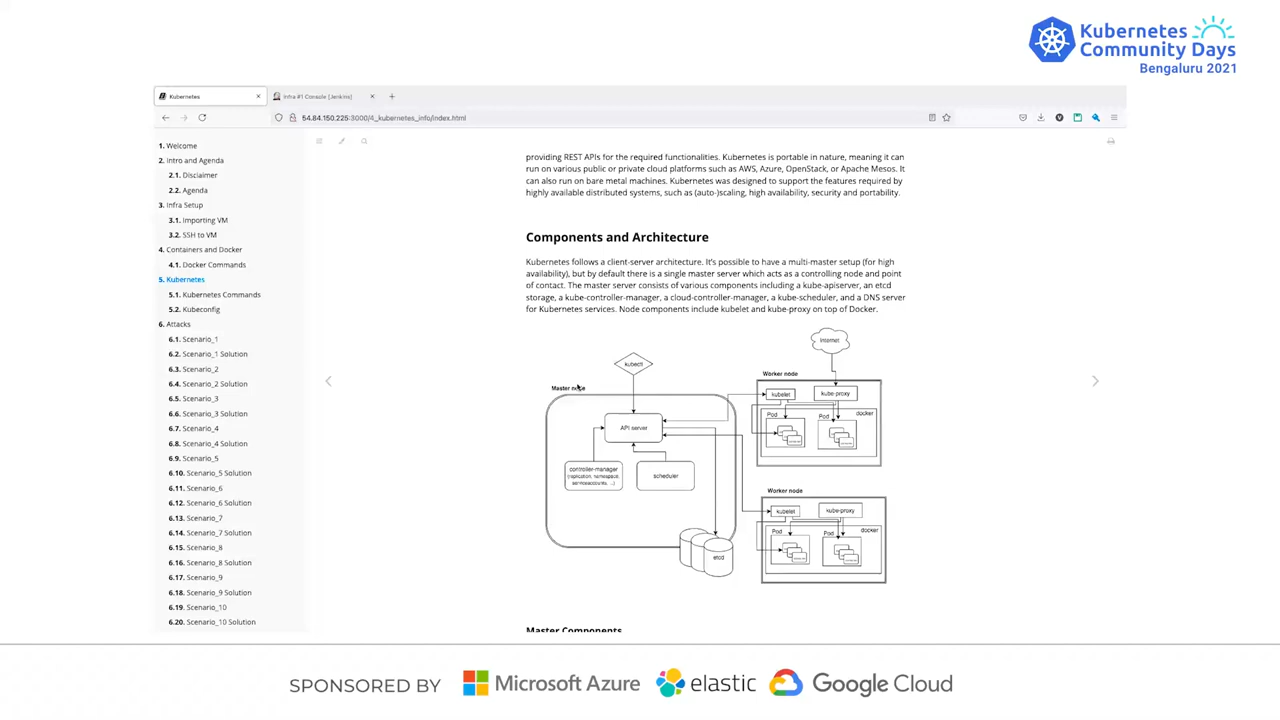 Kubernetes
Community Days
Bengaluru 2021
Kubernetes
Infra #1 Console [Jenkins]
54.84.150.225:3000/4_kubernetes_info/index.html
1. Welcome
2. Intro and Agenda
2.1. Disclaimer
2.2. Agenda
3. Infra Setup
3.1. Importing VM
3.2. SSH to VM
4. Containers and Docker
4.1. Docker Commands
5. Kubernetes
5.1. Kubernetes Commands
5.2. Kubeconfig
6. Attacks
6.1. Scenario_1
6.2. Scenario_1 Solution
6.3. Scenario_2
6.4. Scenario_2 Solution
6.5. Scenario_3
6.6. Scenario_3 Solution
6.7. Scenario_4
6.8. Scenario_4 Solution
6.9. Scenario_5
6.10. Scenario_5 Solution
6.11. Scenario_6
6.12. Scenario_6 Solution
6.13. Scenario_7
6.14. Scenario_7 Solution
6.15. Scenario_8
6.16. Scenario_8 Solution
6.17. Scenario_9
6.18. Scenario_9 Solution
6.19. Scenario_10
6.20. Scenario_10 Solution
providing REST APIs for the required functionalities. Kubernetes is portable in nature, meaning it can
run on various public or private cloud platforms such as AWS, Azure, OpenStack, or Apache Mesos. It
can also run on bare metal machines. Kubernetes was designed to support the features required by
highly available distributed systems, such as (auto-)scaling, high availability, security and portability.
Components and Architecture
Kubernetes follows a client-server architecture. It's possible to have a multi-master setup (for high
availability), but by default there is a single master server which acts as a controlling node and point
of contact. The master server consists of various components including a kube-apiserver, an etcd
storage, a kube-controller-manager, a cloud-controller-manager, a kube-scheduler, and a DNS server
for Kubernetes services. Node components include kubelet and kube-proxy on top of Docker.
kubectl
Master node
API server
controller-manager
(replication, namespace,
serviceaccounts, ...)
scheduler
etcd
Internet
Worker node
kubelet
kube-proxy
docker
Pod
Pod
Worker node
kubelet
kube-proxy
docker
Pod
Pod
Master Components
SPONSORED BY
Microsoft Azure
elastic
Google Cloud